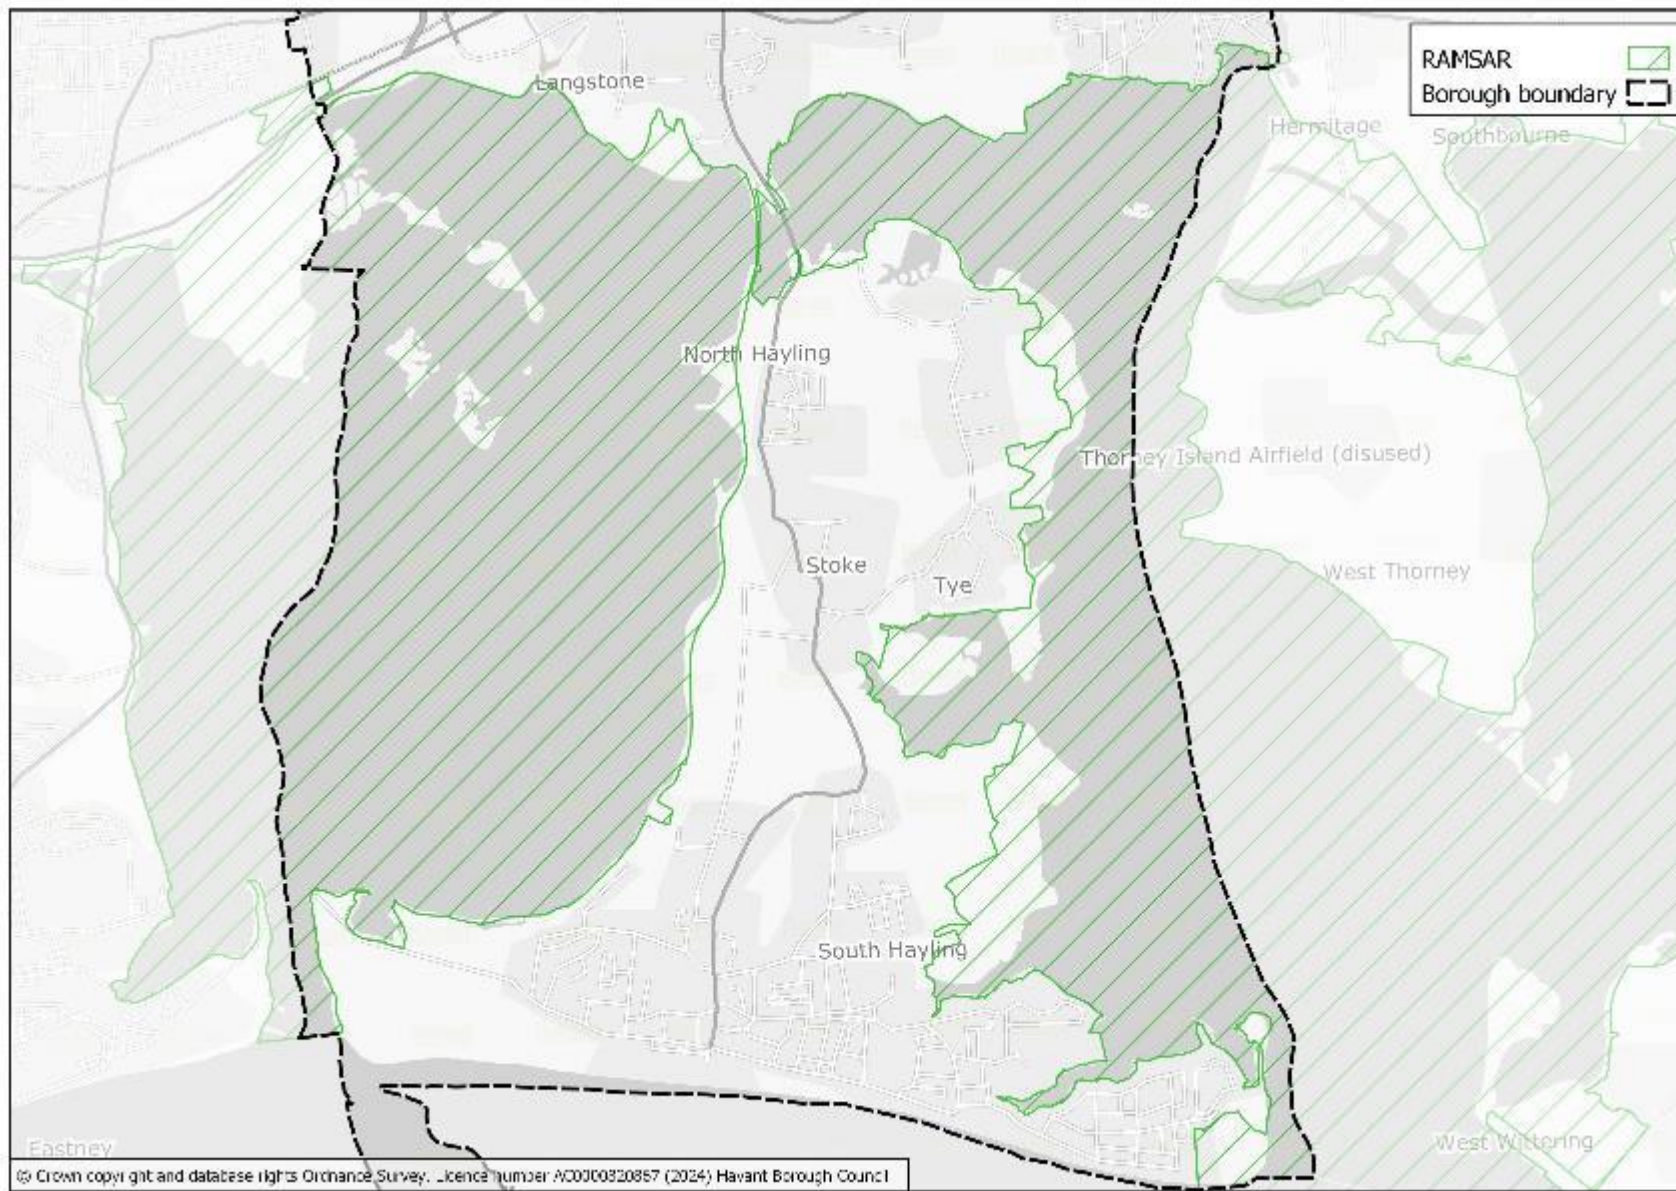 RAMSAR
Borough boundary
Langstone
Hermitage
Southbourne
North Hayling
Thorney Island Airfield (disused)
Stoke
Tye
West Thorney
South Hayling
Eastney
West Wittering
© Crown copyright and database rights Ordnance Survey. Licence number AC0000820867 (2024) Havant Borough Council